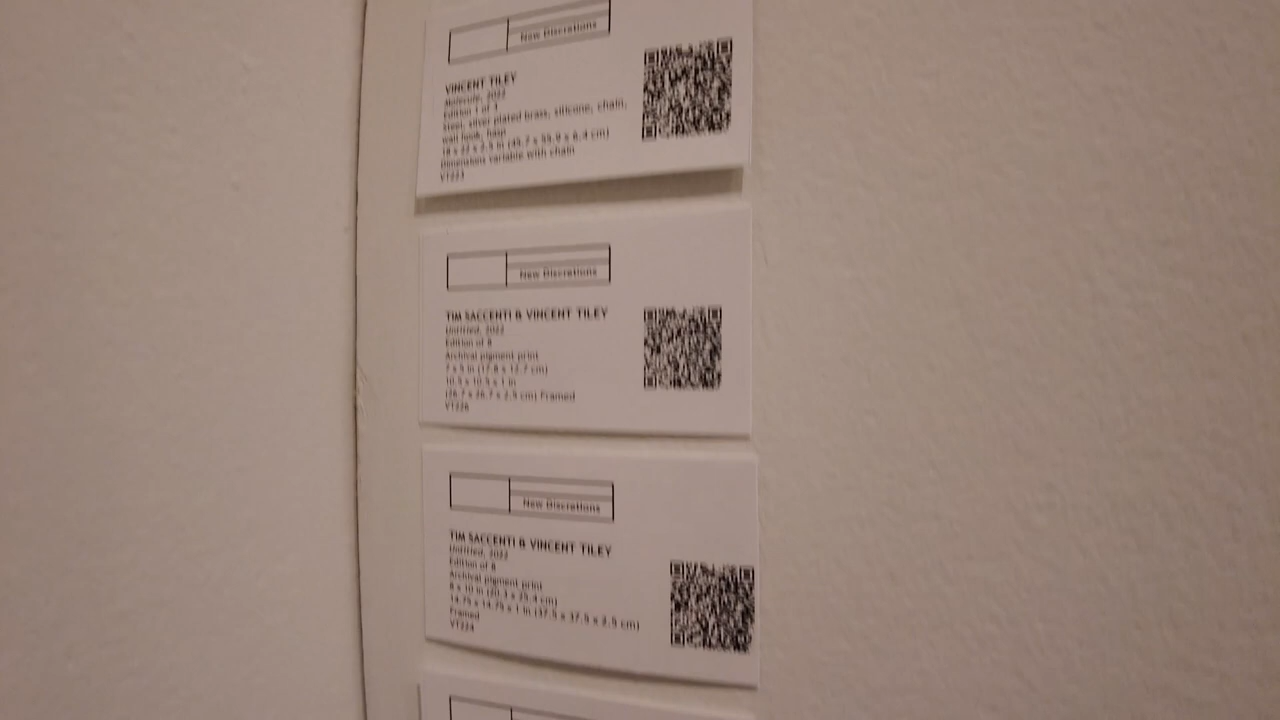 New Discretions
VINCENT TILEY
Molecule, 2022
Edition 1 of 3
Steel, silver plated brass, silicone, chain,
wall hook, hasp
18 x 22 x 2.5 in (45.7 x 55.9 x 6.4 cm)
Dimensions variable with chain
VT221
New Discretions
TIM SACCENTI & VINCENT TILEY
Untitled, 2022
Edition of 8
Archival pigment print
7 x 5 in (17.8 x 12.7 cm)
10.5 x 10.5 x 1 in
(26.7 x 26.7 x 2.5 cm) Framed
VT226
New Discretions
TIM SACCENTI & VINCENT TILEY
Untitled, 2022
Edition of 8
Archival pigment print
8 x 10 in (20.3 x 25.4 cm)
14.75 x 14.75 x 1 in (37.5 x 37.5 x 2.5 cm)
Framed
VT224